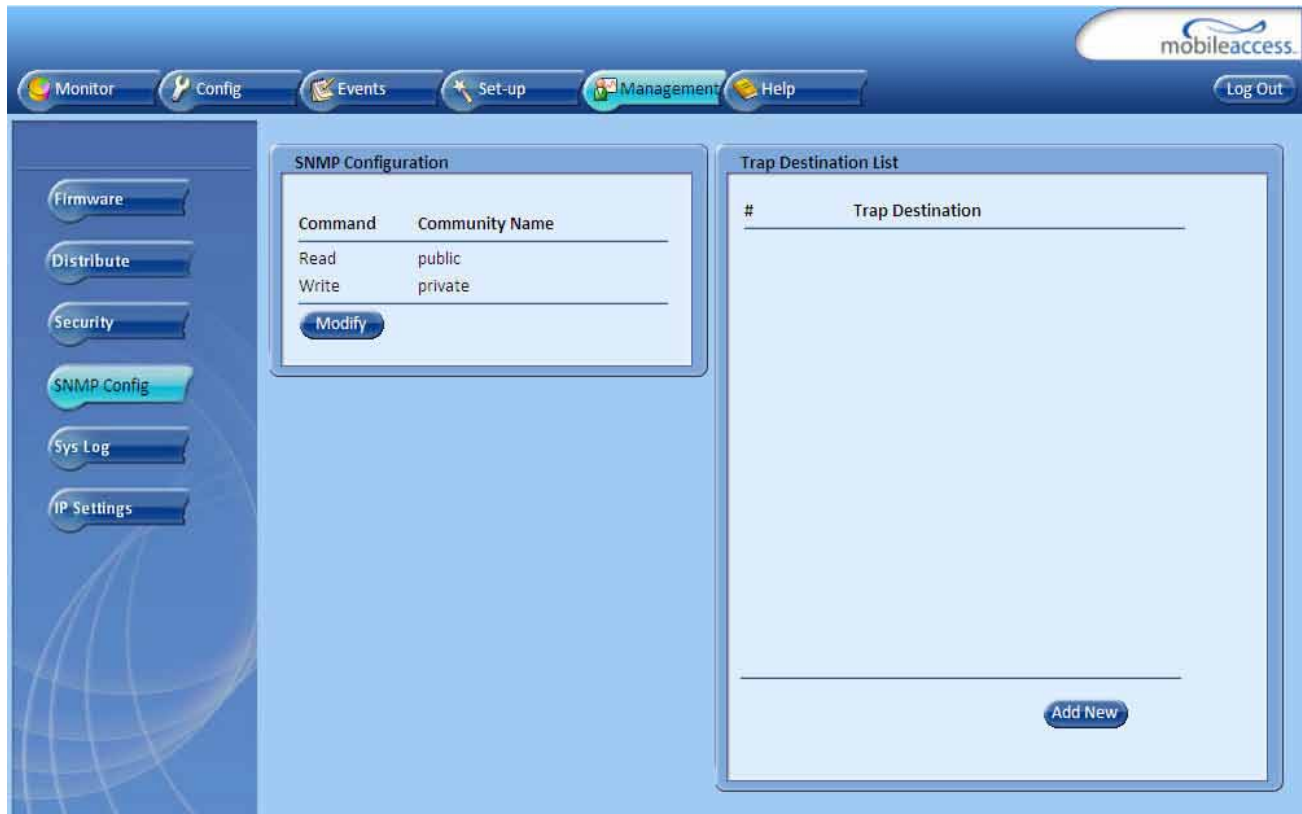 mobileaccess.
Monitor Config Events Set-up Management Help Log Out
Firmware
Distribute
Security
SNMP Config
Sys Log
IP Settings
SNMP Configuration
Command Community Name
Read public
Write private
Modify
Trap Destination List
# Trap Destination
Add New